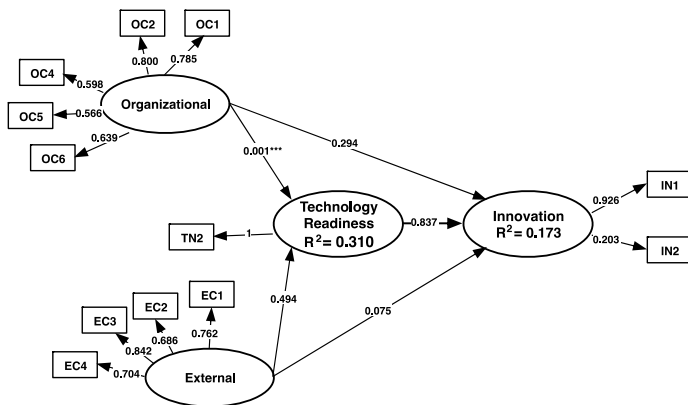 OC2
OC1
0.800
0.785
OC4
0.598
Organizational
OC5
0.566
0.639
OC6
0.294
0.001***
IN1
0.926
Technology
Readiness
R²= 0.310
Innovation
R²= 0.173
TN2
1
0.837
0.203
IN2
EC1
0.494
0.075
EC2
EC3
0.762
0.686
0.842
EC4
0.704
External